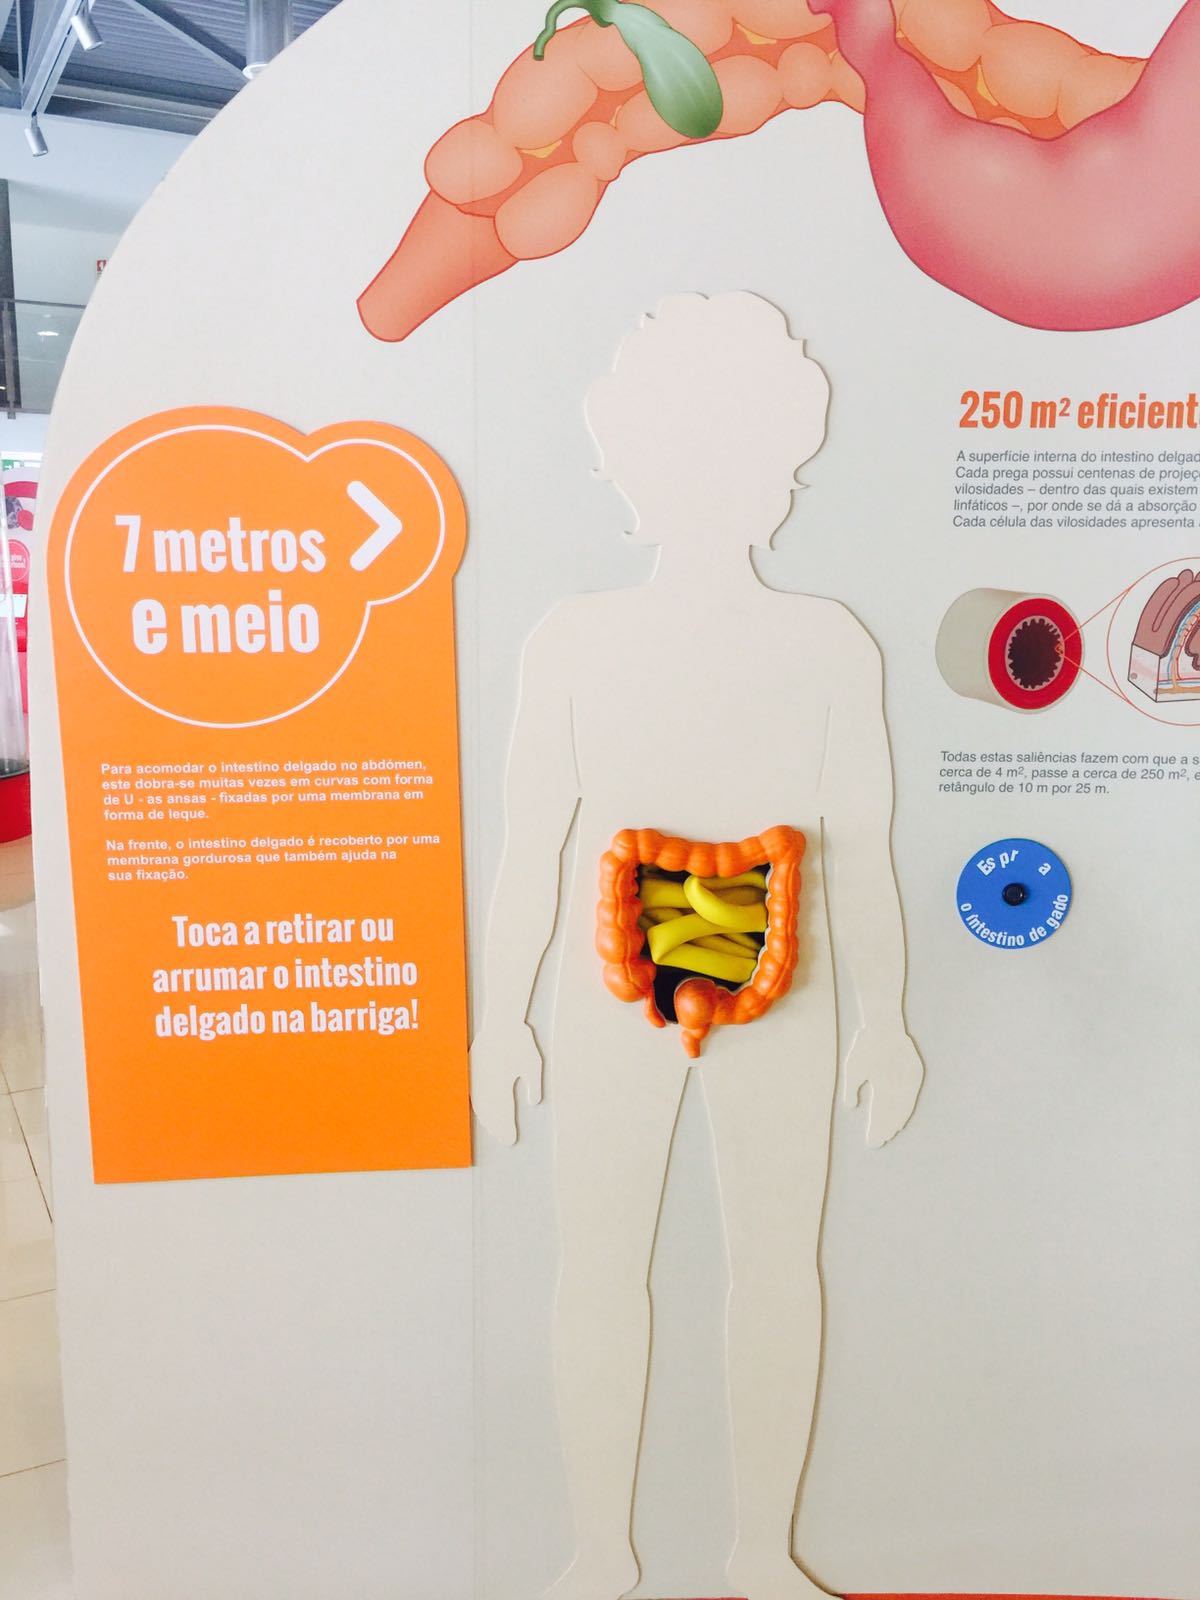 7 metros
e meio
Para acomodar o intestino delgado no abdómen,
este dobra-se muitas vezes em curvas com forma
de U - as ansas - fixadas por uma membrana em
forma de leque.
Na frente, o intestino delgado é recoberto por uma
membrana gordurosa que também ajuda na
sua fixação.
Toca a retirar ou
arrumar o intestino
delgado na barriga!
250 m² eficient
A superfície interna do intestino delgad
Cada prega possui centenas de projeç
vilosidades – dentro das quais existem
linfáticos –, por onde se dá a absorção
Cada célula das vilosidades apresenta
Todas estas saliências fazem com que a s
cerca de 4 m², passe a cerca de 250 m², e
retângulo de 10 m por 25 m.
Es pr a
o intestino de gado